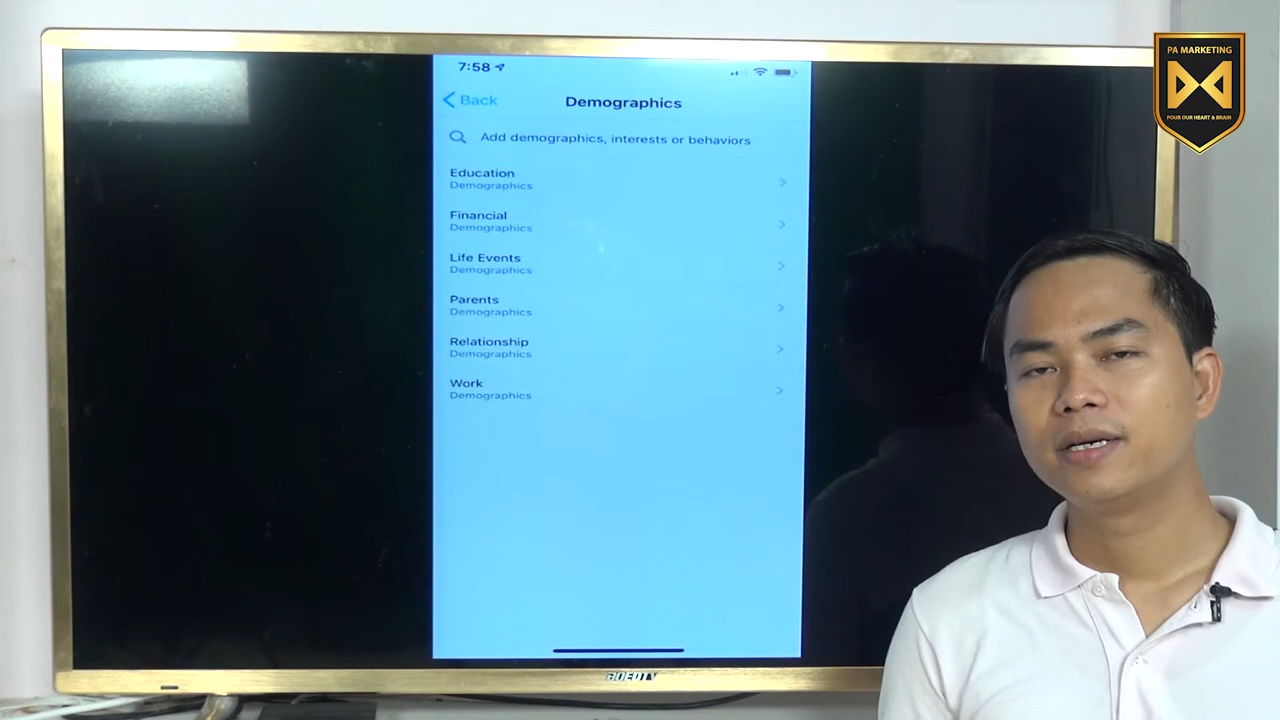 PA MARKETING
POUR OUR HEART & BRAIN
7:58
Back
Demographics
Add demographics, interests or behaviors
Education
Demographics
Financial
Demographics
Life Events
Demographics
Parents
Demographics
Relationship
Demographics
Work
Demographics